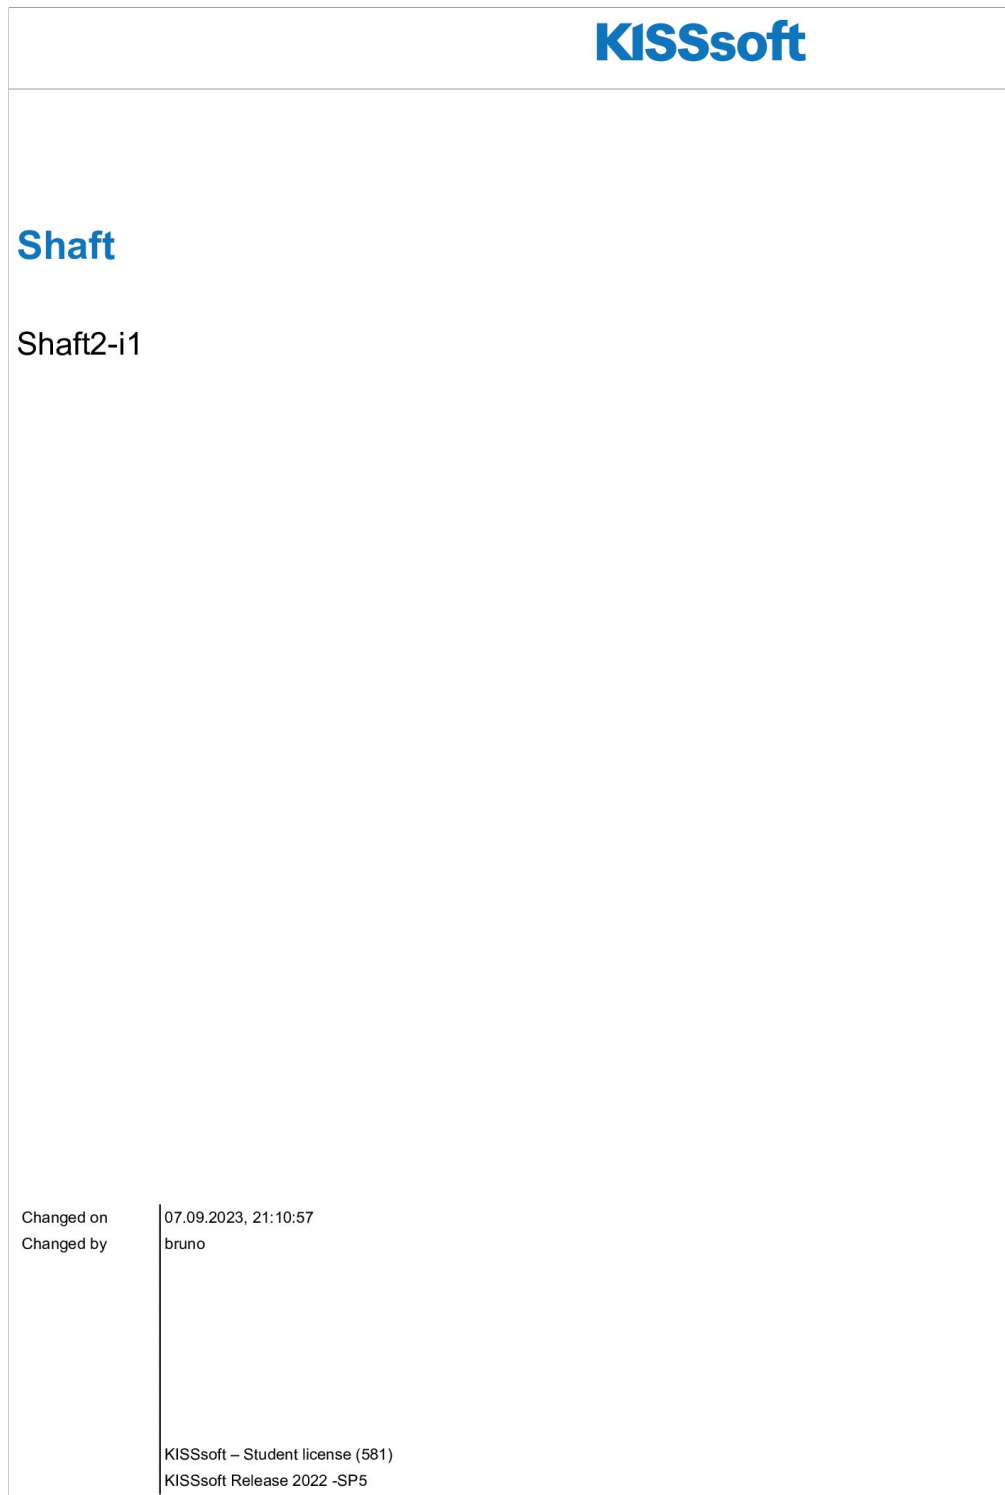 KISSsoft
Shaft
Shaft2-i1
Changed on 07.09.2023, 21:10:57
Changed by bruno
KISSsoft – Student license (581)
KISSsoft Release 2022 -SP5